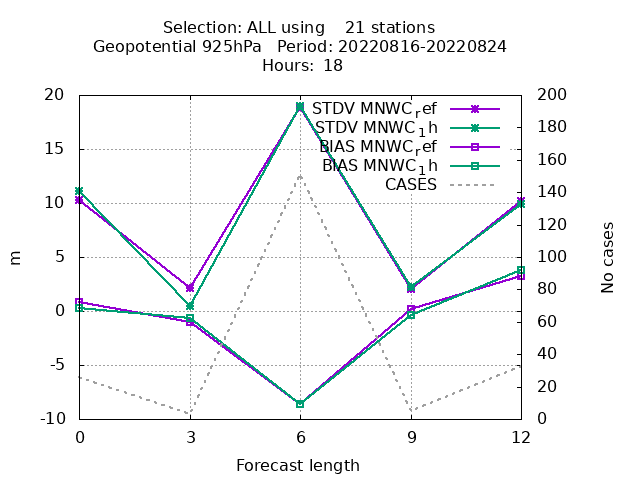 Selection: ALL using    21 stations
Geopotential 925hPa   Period: 20220816-20220824
Hours: 18
STDV MNWC_ref
STDV MNWC_1h
BIAS MNWC_ref
BIAS MNWC_1h
CASES
20
15
10
5
0
-5
-10
m
200
180
160
140
120
100
80
60
40
20
0
No cases
0 3 6 9 12
Forecast length